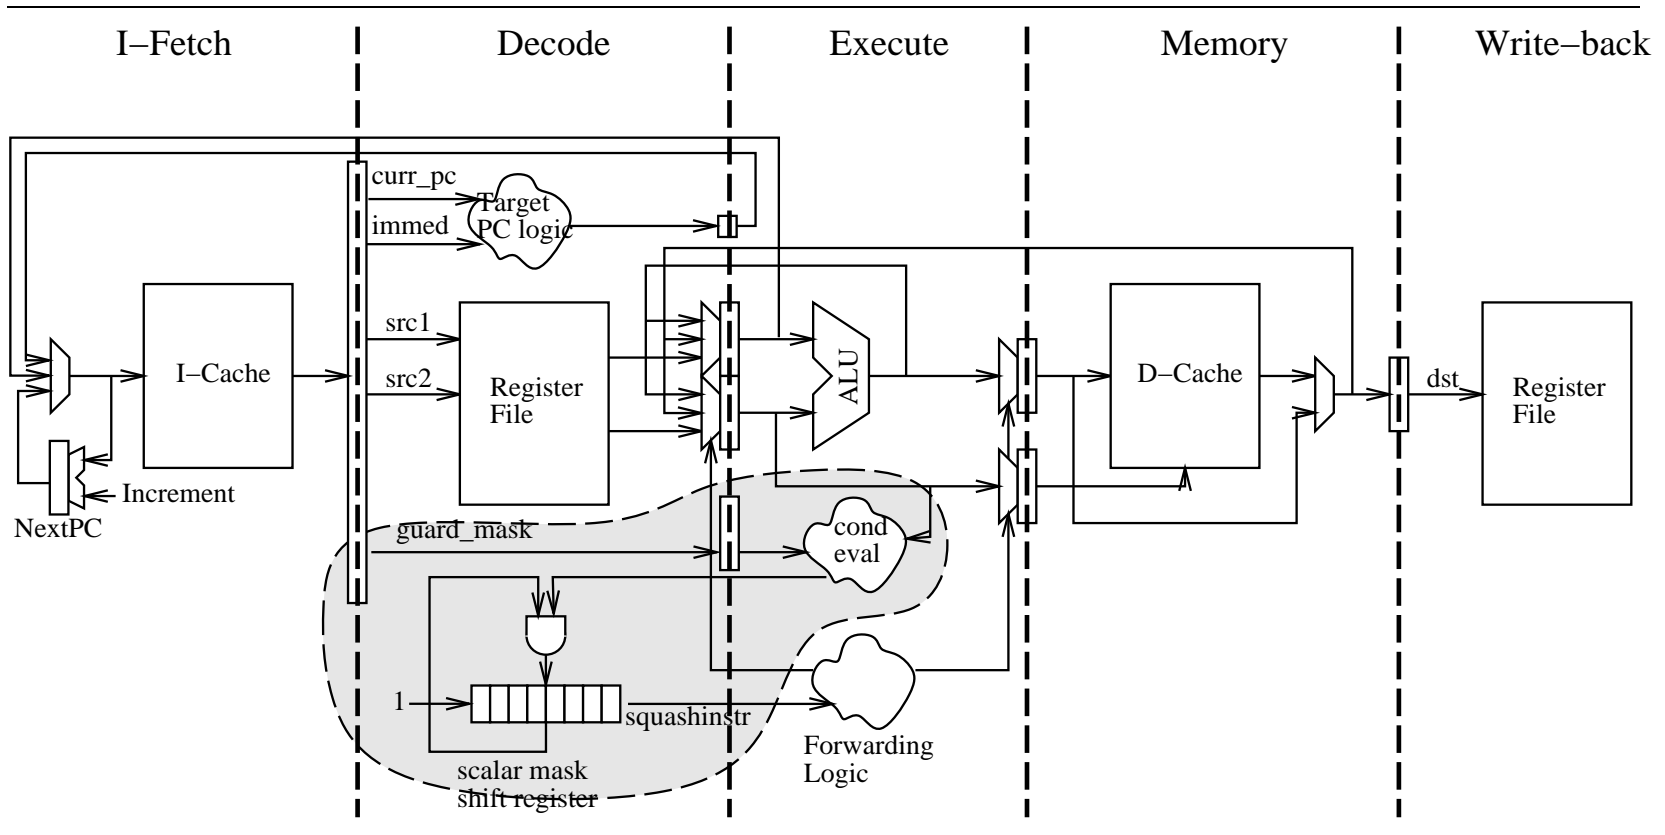 I–Fetch
Decode
Execute
Memory
Write–back
curr_pc
immed
Target
PC logic
src1
src2
I–Cache
Register
File
ALU
D–Cache
dst
Register
File
Increment
NextPC
guard_mask
cond
eval
1
squashinstr
scalar mask
shift register
Forwarding
Logic